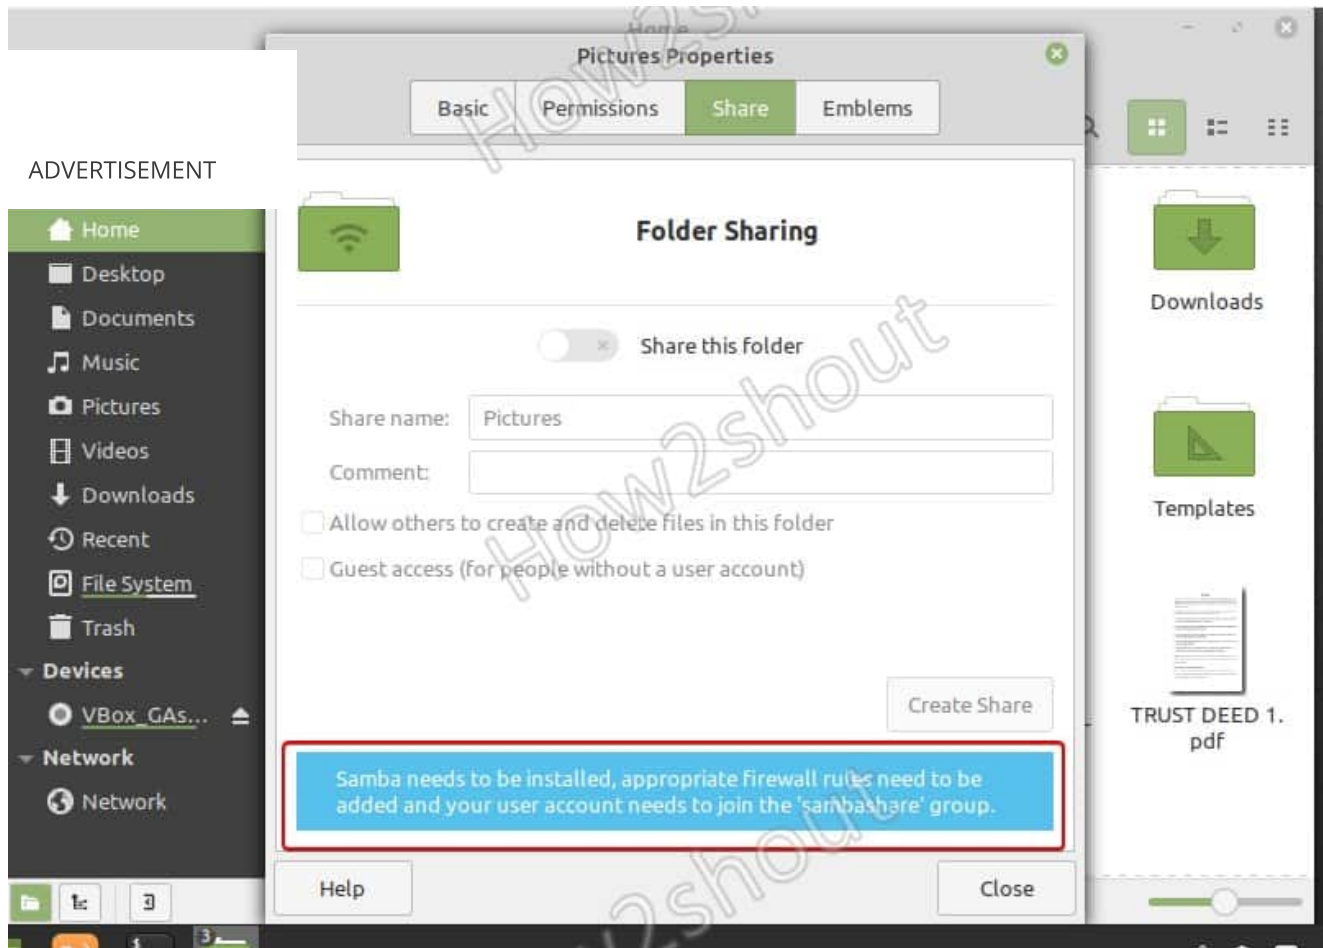 Home
Pictures Properties
Basic Permissions Share Emblems
ADVERTISEMENT
Folder Sharing
Share this folder
Share name: Pictures
Comment:
Allow others to create and delete files in this folder
Guest access (for people without a user account)
Create Share
Samba needs to be installed, appropriate firewall rules need to be
added and your user account needs to join the 'sambashare' group.
Help Close
Home
Desktop
Documents
Music
Pictures
Videos
Downloads
Recent
File System
Trash
Devices
VBox_GAs...
Network
Network
Downloads
Templates
TRUST DEED 1.
pdf
3
How2shout
How2shout